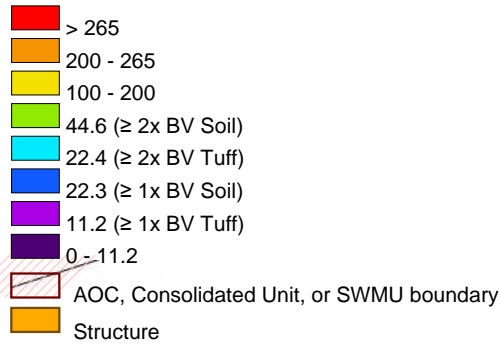 > 265
200 - 265
100 - 200
44.6 (≥ 2x BV Soil)
22.4 (≥ 2x BV Tuff)
22.3 (≥ 1x BV Soil)
11.2 (≥ 1x BV Tuff)
0 - 11.2
AOC, Consolidated Unit, or SWMU boundary
Structure